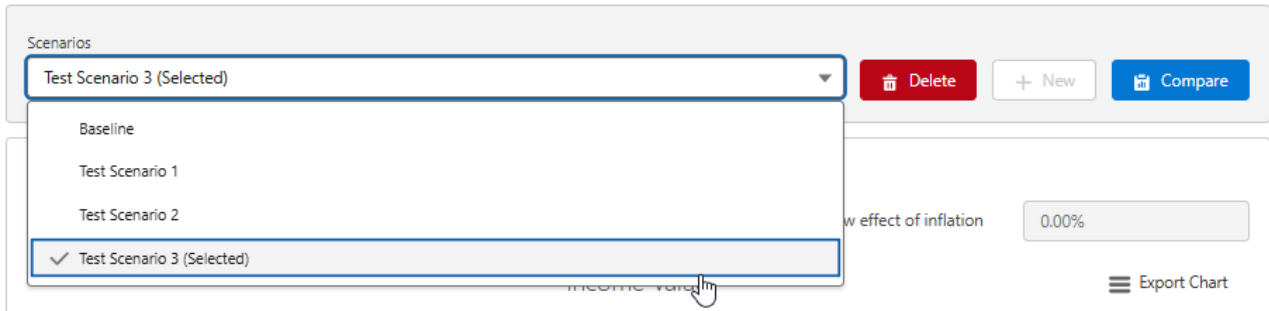 Scenarios
Test Scenario 3 (Selected)
Delete
New
Compare
Baseline
Test Scenario 1
Test Scenario 2
effect of inflation
0.00%
Test Scenario 3 (Selected)
Export Chart